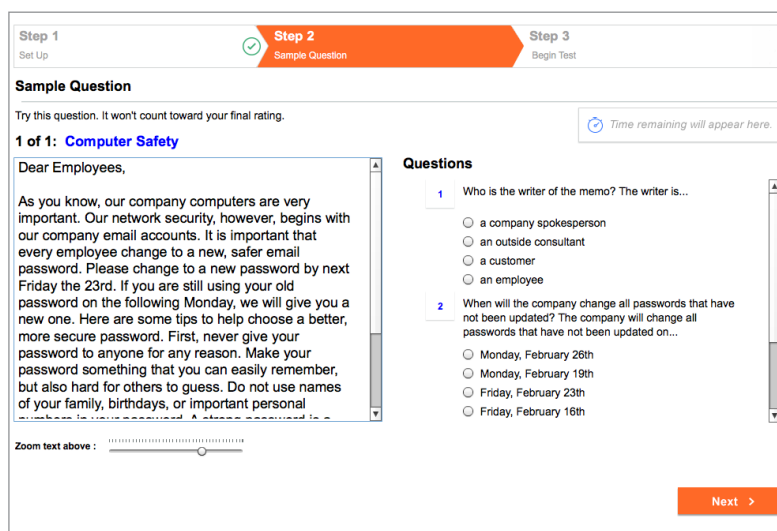 Step 1
Set Up
Step 2
Sample Question
Step 3
Begin Test
Sample Question
Try this question. It won't count toward your final rating.
Time remaining will appear here.
1 of 1: Computer Safety
Dear Employees,
As you know, our company computers are very
important. Our network security, however, begins with
our company email accounts. It is important that
every employee change to a new, safer email
password. Please change to a new password by next
Friday the 23rd. If you are still using your old
password on the following Monday, we will give you a
new one. Here are some tips to help choose a better,
more secure password. First, never give your
password to anyone for any reason. Make your
password something that you can easily remember,
but also hard for others to guess. Do not use names
of your family, birthdays, or important personal
numbers in your password. A strong password is a
Zoom text above :
Questions
1
Who is the writer of the memo? The writer is...
a company spokesperson
an outside consultant
a customer
an employee
2
When will the company change all passwords that have
not been updated? The company will change all
passwords that have not been updated on...
Monday, February 26th
Monday, February 19th
Friday, February 23th
Friday, February 16th
Next >